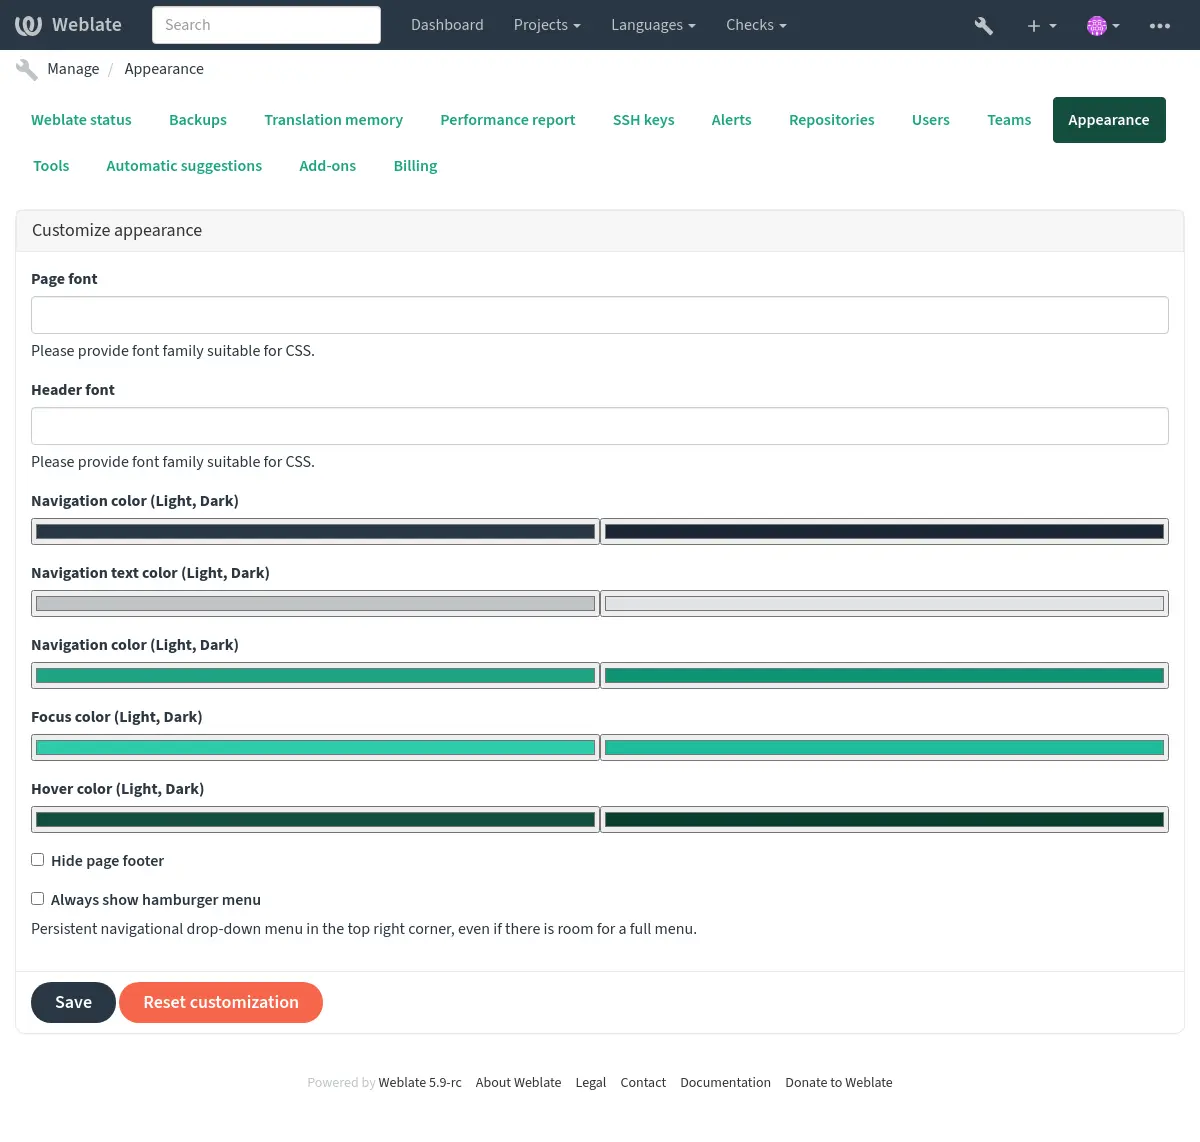 Weblate Search Dashboard Projects Languages Checks
Manage / Appearance
Weblate status Backups Translation memory Performance report SSH keys Alerts Repositories Users Teams Appearance
Tools Automatic suggestions Add-ons Billing
Customize appearance
Page font
Please provide font family suitable for CSS.
Header font
Please provide font family suitable for CSS.
Navigation color (Light, Dark)
Navigation text color (Light, Dark)
Navigation color (Light, Dark)
Focus color (Light, Dark)
Hover color (Light, Dark)
Hide page footer
Always show hamburger menu
Persistent navigational drop-down menu in the top right corner, even if there is room for a full menu.
Save Reset customization
Powered by Weblate 5.9-rc About Weblate Legal Contact Documentation Donate to Weblate